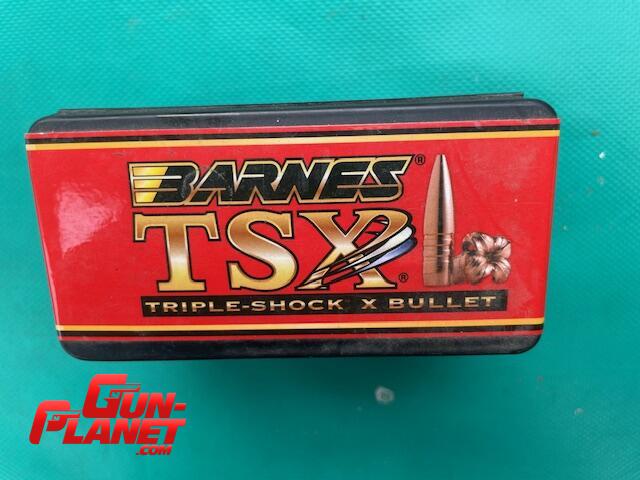 BARNES®
TSX®
TRIPLE-SHOCK X BULLET
GUN-
PLANET
.COM